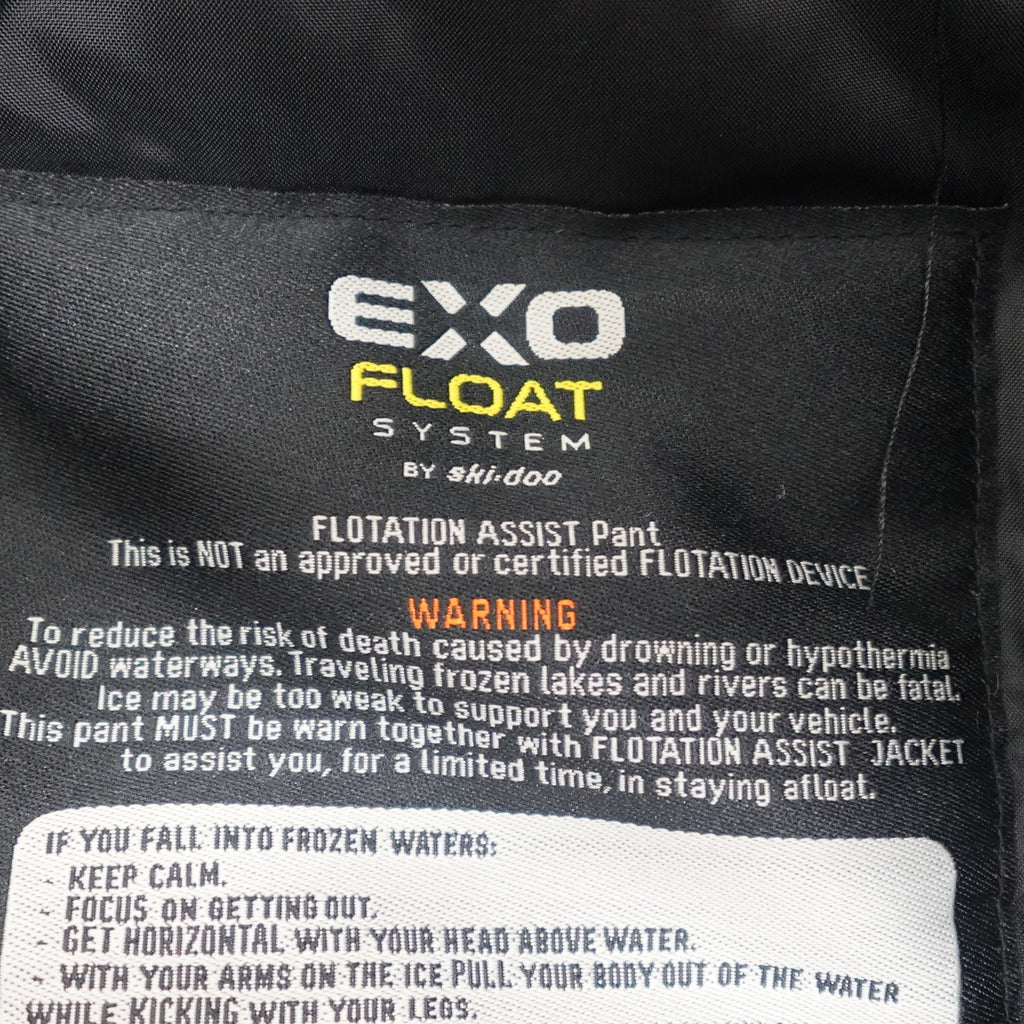 EXO
FLOAT
SYSTEM
BY ski-doo
FLOTATION ASSIST Pant
This is NOT an approved or certified FLOTATION DEVICE
WARNING
To reduce the risk of death caused by drowning or hypothermia
AVOID waterways. Traveling frozen lakes and rivers can be fatal.
Ice may be too weak to support you and your vehicle.
This pant MUST be warn together with FLOTATION ASSIST JACKET
to assist you, for a limited time, in staying afloat.
IF YOU FALL INTO FROZEN WATERS:
- KEEP CALM.
- FOCUS ON GETTING OUT.
- GET HORIZONTAL WITH YOUR HEAD ABOVE WATER.
- WITH YOUR ARMS ON THE ICE PULL YOUR BODY OUT OF THE WATER
WHILE KICKING WITH YOUR LEGS.